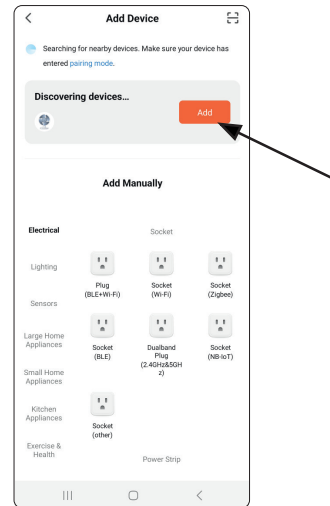 Add Device
Searching for nearby devices. Make sure your device has
entered pairing mode.
Discovering devices...
Add
Add Manually
Electrical
Socket
Lighting
Plug
(BLE+Wi-Fi)
Socket
(Wi-Fi)
Socket
(Zigbee)
Sensors
Large Home
Appliances
Socket
(BLE)
Dualband
Plug
(2.4GHz&5GH
z)
Socket
(NB-IoT)
Small Home
Appliances
Kitchen
Appliances
Socket
(other)
Exercise &
Health
Power Strip